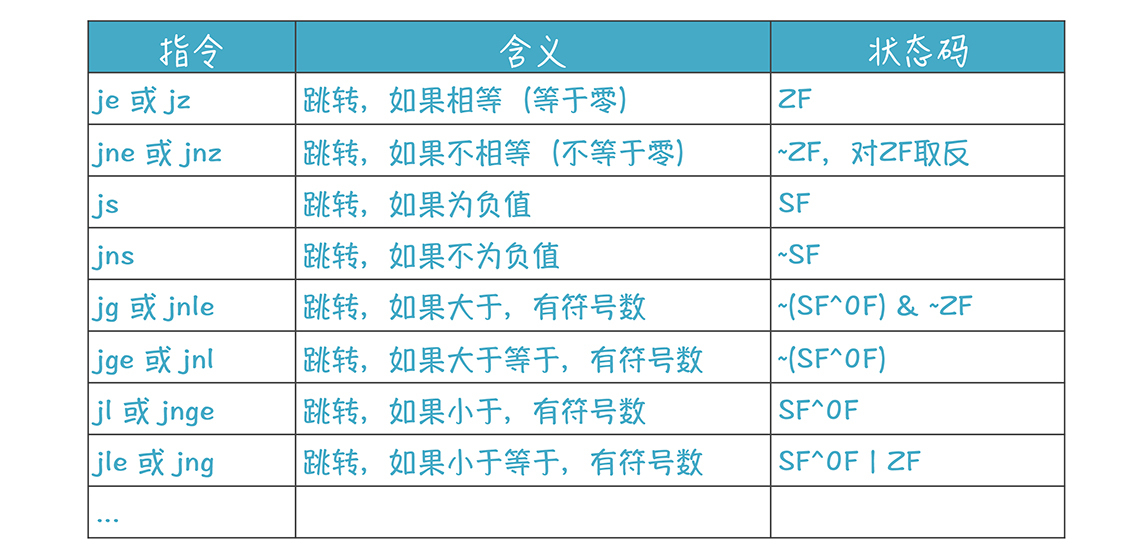 指令 含义 状态码
je 或 jz 跳转，如果相等（等于零） ZF
jne 或 jnz 跳转，如果不相等（不等于零） ~ZF，对ZF取反
js 跳转，如果为负值 SF
jns 跳转，如果不为负值 ~SF
jg 或 jnle 跳转，如果大于，有符号数 ~(SF^OF) & ~ZF
jge 或 jnl 跳转，如果大于等于，有符号数 ~(SF^OF)
jl 或 jnge 跳转，如果小于，有符号数 SF^OF
jle 或 jng 跳转，如果小于等于，有符号数 SF^OF | ZF
...